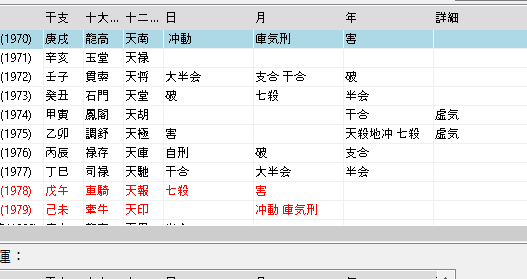 干支 十大... 十二... 日 月 年 詳細
(1970) 庚戌 龍高 天南 冲動 庫気刑 害
(1971) 辛亥 玉堂 天禄
(1972) 壬子 貫索 天将 大半会 支合 干合 破
(1973) 癸丑 石門 天堂 破 七殺 半会
(1974) 甲寅 鳳閣 天胡 干合 虚気
(1975) 乙卯 調舒 天極 害 天殺地冲 七殺 虚気
(1976) 丙辰 禄存 天庫 自刑 破 支合
(1977) 丁巳 司禄 天馳 干合 大半会 半会
(1978) 戊午 車騎 天報 七殺 害
(1979) 己未 牽牛 天印 冲動 庫気刑
運：